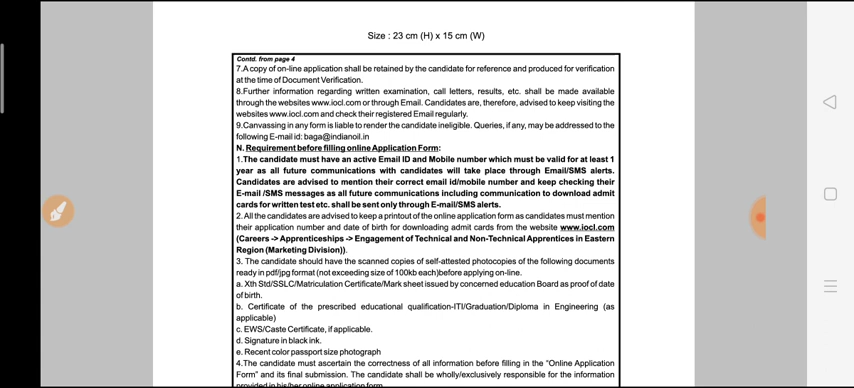 Size : 23 cm (H) x 15 cm (W)
Contd. from page 4
7.A copy of on-line application shall be retained by the candidate for reference and produced for verification
at the time of Document Verification.
8.Further information regarding written examination, call letters, results, etc. shall be made available
through the websites www.iocl.com or through Email. Candidates are, therefore, advised to keep visiting the
websites www.iocl.com and check their registered Email regularly.
9.Canvassing in any form is liable to render the candidate ineligible. Queries, if any, may be addressed to the
following E-mail id: baga@indianoil.in
N. Requirement before filling online Application Form:
1.The candidate must have an active Email ID and Mobile number which must be valid for at least 1
year as all future communications with candidates will take place through Email/SMS alerts.
Candidates are advised to mention their correct email id/mobile number and keep checking their
E-mail /SMS messages as all future communications including communication to download admit
cards for written test etc. shall be sent only through E-mail/SMS alerts.
2. All the candidates are advised to keep a printout of the online application form as candidates must mention
their application number and date of birth for downloading admit cards from the website www.iocl.com
(Careers -> Apprenticeships -> Engagement of Technical and Non-Technical Apprentices in Eastern
Region (Marketing Division)).
3. The candidate should have the scanned copies of self-attested photocopies of the following documents
ready in pdf/jpg format (not exceeding size of 100kb each)before applying on-line.
a. Xth Std/SSLC/Matriculation Certificate/Mark sheet issued by concerned education Board as proof of date
of birth.
b. Certificate of the prescribed educational qualification-ITI/Graduation/Diploma in Engineering (as
applicable)
c. EWS/Caste Certificate, if applicable.
d. Signature in black ink.
e. Recent color passport size photograph
4.The candidate must ascertain the correctness of all information before filling in the “Online Application
Form” and its final submission. The candidate shall be wholly/exclusively responsible for the information
provided in his/her online application form.